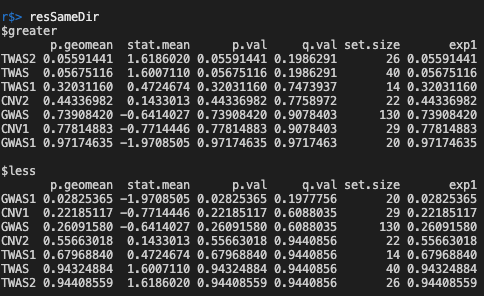 r$> resSameDir
$greater
p.geomean stat.mean p.val q.val set.size exp1
TWAS2 0.05591441 1.6186020 0.05591441 0.1986291 26 0.05591441
TWAS 0.05675116 1.6007110 0.05675116 0.1986291 40 0.05675116
TWAS1 0.32031160 0.4724674 0.32031160 0.7473937 14 0.32031160
CNV2 0.44336982 0.1433013 0.44336982 0.7758972 22 0.44336982
GWAS 0.73908420 -0.6414027 0.73908420 0.9078403 130 0.73908420
CNV1 0.77814883 -0.7714446 0.77814883 0.9078403 29 0.77814883
GWAS1 0.97174635 -1.9708505 0.97174635 0.9717463 20 0.97174635
$less
p.geomean stat.mean p.val q.val set.size exp1
GWAS1 0.02825365 -1.9708505 0.02825365 0.1977756 20 0.02825365
CNV1 0.22185117 -0.7714446 0.22185117 0.6088035 29 0.22185117
GWAS 0.26091580 -0.6414027 0.26091580 0.6088035 130 0.26091580
CNV2 0.55663018 0.1433013 0.55663018 0.9440856 22 0.55663018
TWAS1 0.67968840 0.4724674 0.67968840 0.9440856 14 0.67968840
TWAS 0.94324884 1.6007110 0.94324884 0.9440856 40 0.94324884
TWAS2 0.94408559 1.6186020 0.94408559 0.9440856 26 0.94408559